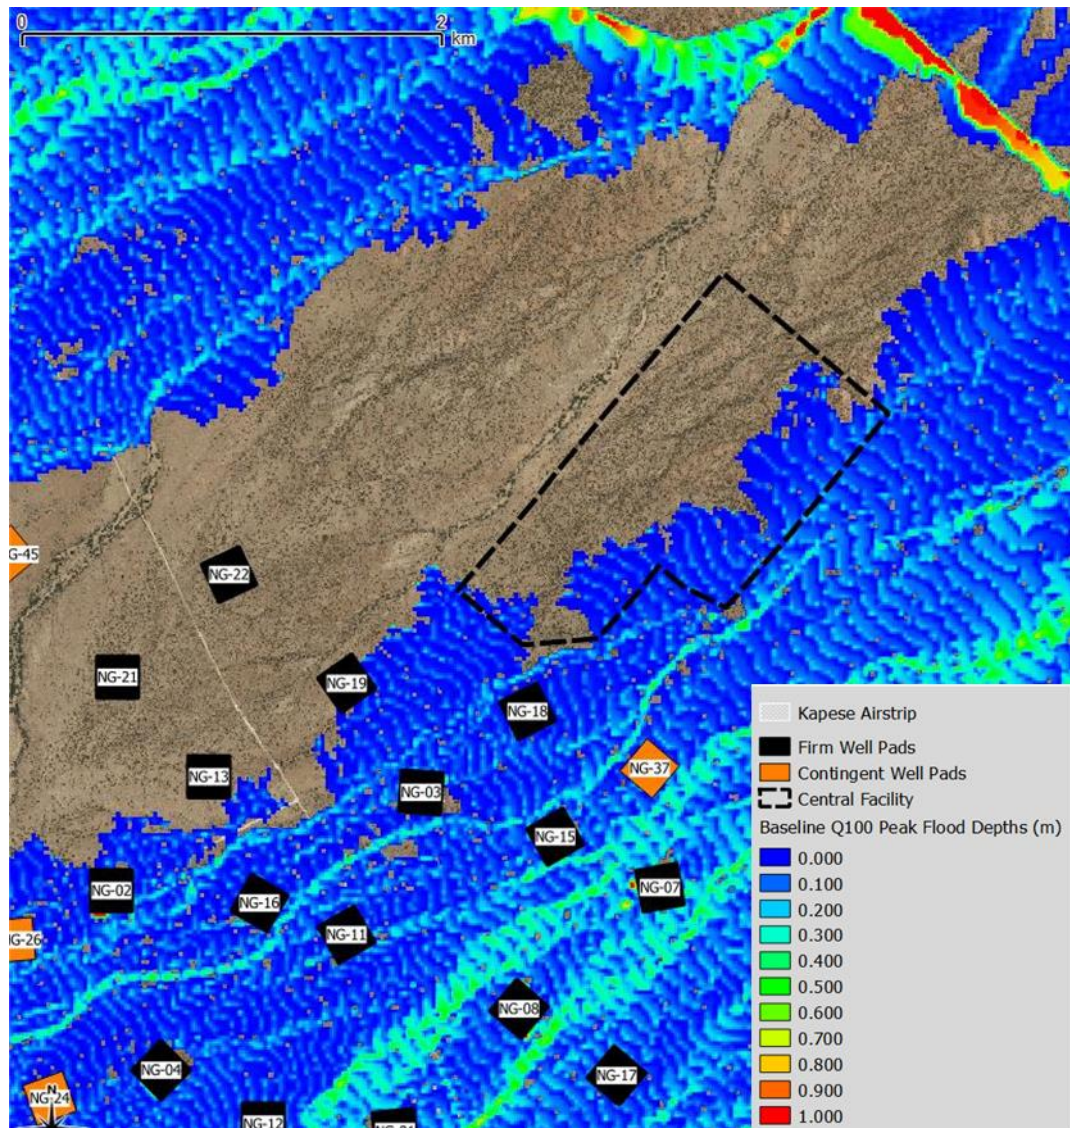 0 2
km
NG-22
NG-21
NG-19
NG-18
NG-13
NG-03
NG-37
NG-15
NG-02
NG-16
NG-07
NG-11
NG-08
NG-04
NG-17
NG-24
N
NG-12
Kapese Airstrip
Firm Well Pads
Contingent Well Pads
Central Facility
Baseline Q100 Peak Flood Depths (m)
0.000
0.100
0.200
0.300
0.400
0.500
0.600
0.700
0.800
0.900
1.000